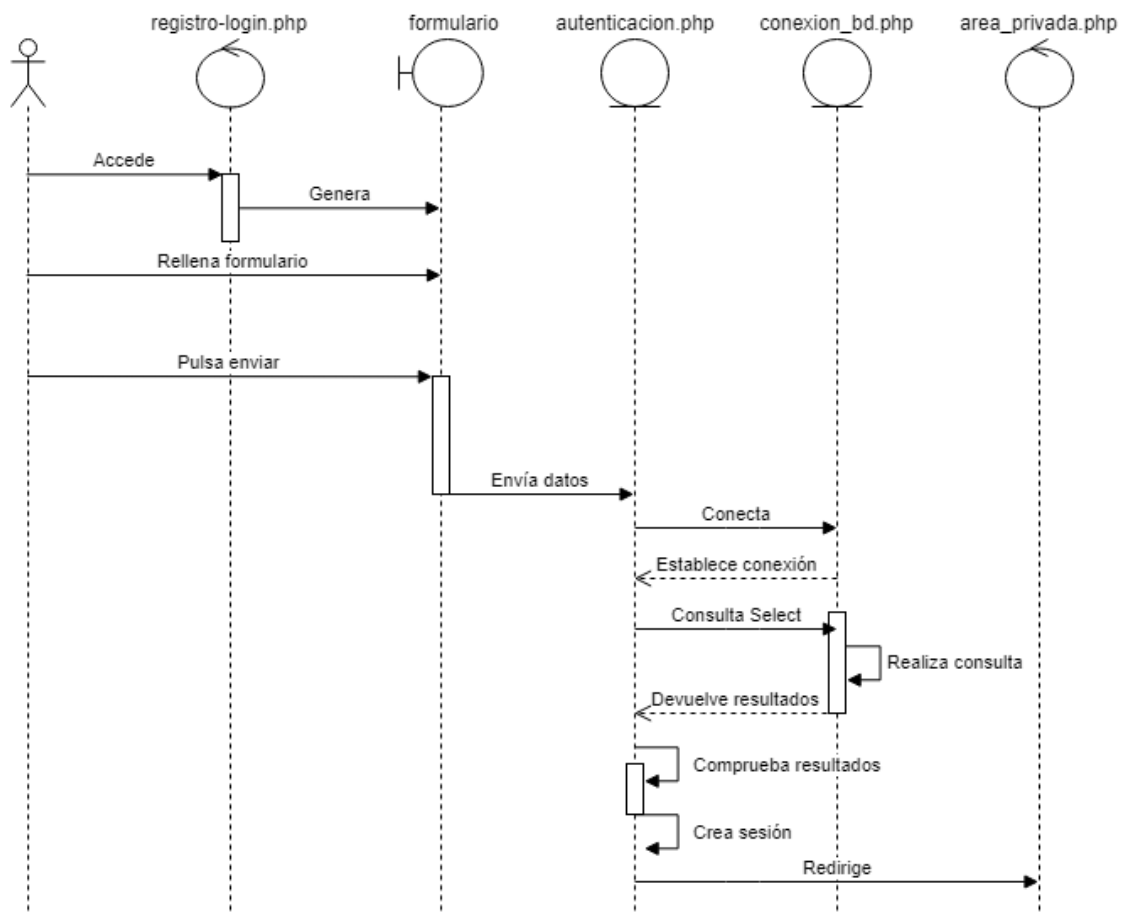 registro-login.php
formulario
autenticacion.php
conexion_bd.php
area_privada.php
Accede
Genera
Rellena formulario
Pulsa enviar
Envía datos
Conecta
Establece conexión
Consulta Select
Realiza consulta
Devuelve resultados
Comprueba resultados
Crea sesión
Redirige